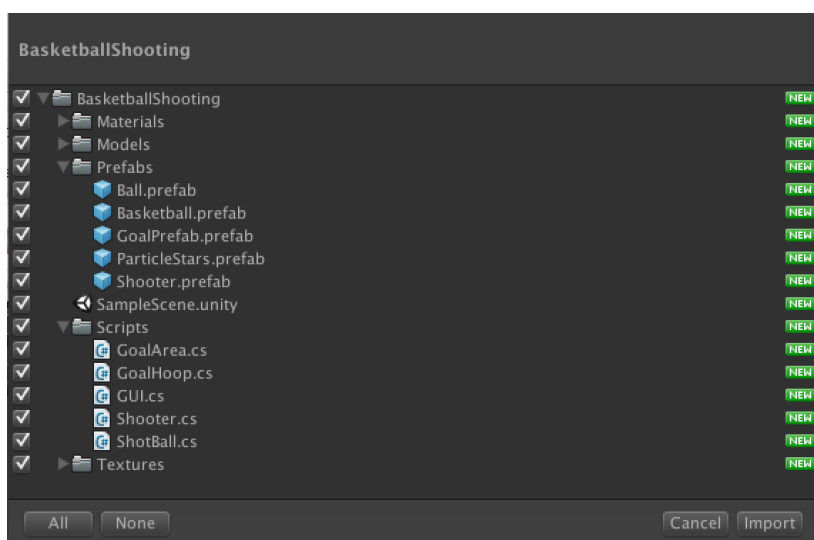 BasketballShooting
BasketballShooting NEW
Materials NEW
Models NEW
Prefabs NEW
Ball.prefab NEW
Basketball.prefab NEW
GoalPrefab.prefab NEW
ParticleStars.prefab NEW
Shooter.prefab NEW
SampleScene.unity NEW
Scripts NEW
GoalArea.cs NEW
GoalHoop.cs NEW
GUI.cs NEW
Shooter.cs NEW
ShotBall.cs NEW
Textures NEW
All None Cancel Import